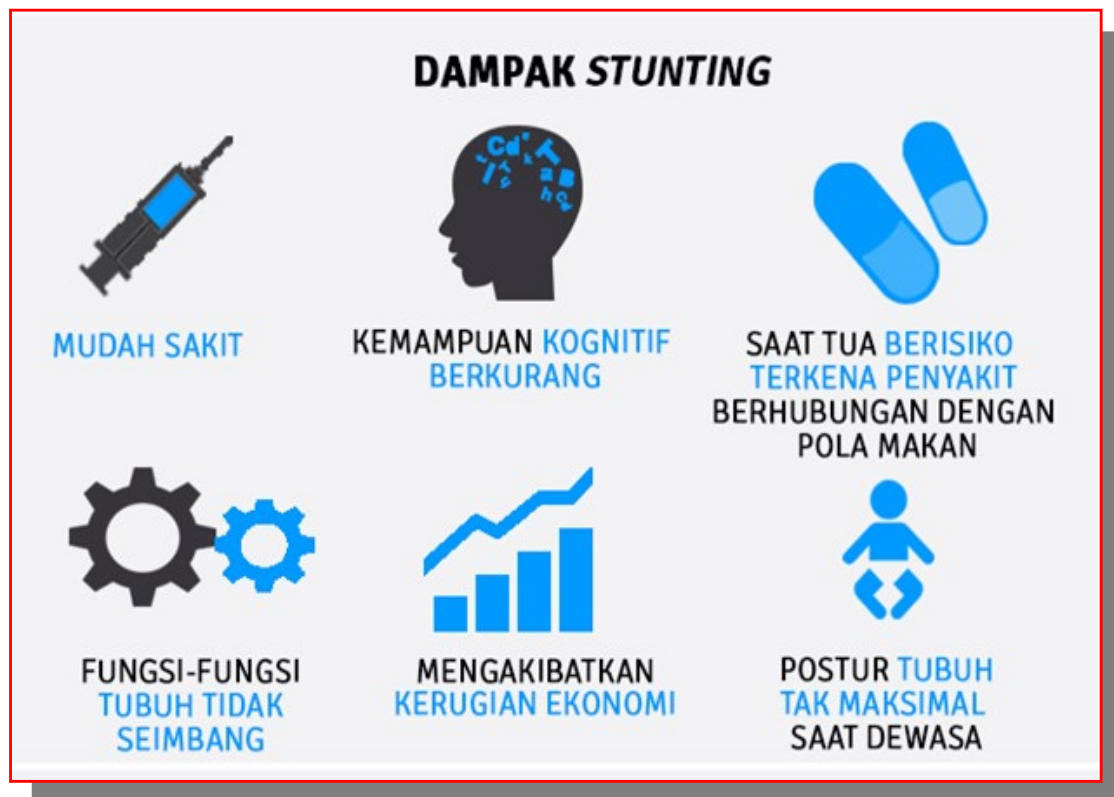 DAMPAK STUNTING
MUDAH SAKIT
KEMAMPUAN KOGNITIF
BERKURANG
SAAT TUA BERISIKO
TERKENA PENYAKIT
BERHUBUNGAN DENGAN
POLA MAKAN
FUNGSI-FUNGSI
TUBUH TIDAK
SEIMBANG
MENGAKIBATKAN
KERUGIAN EKONOMI
POSTUR TUBUH
TAK MAKSIMAL
SAAT DEWASA